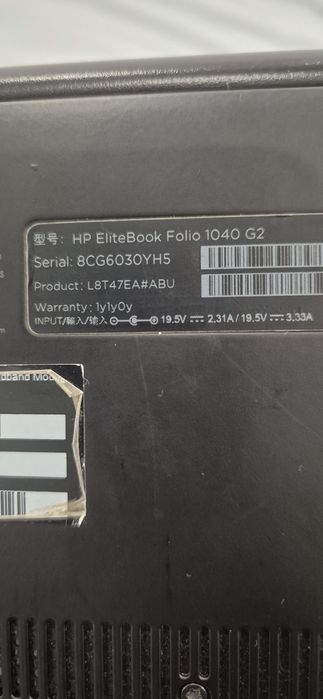 型号: HP EliteBook Folio 1040 G2
Serial: 8CG6030YH5
Product: L8T47EA#ABU
Warranty: 1y1y0y
INPUT/輸入/输入 19.5V 2.31A / 19.5V 3.33A